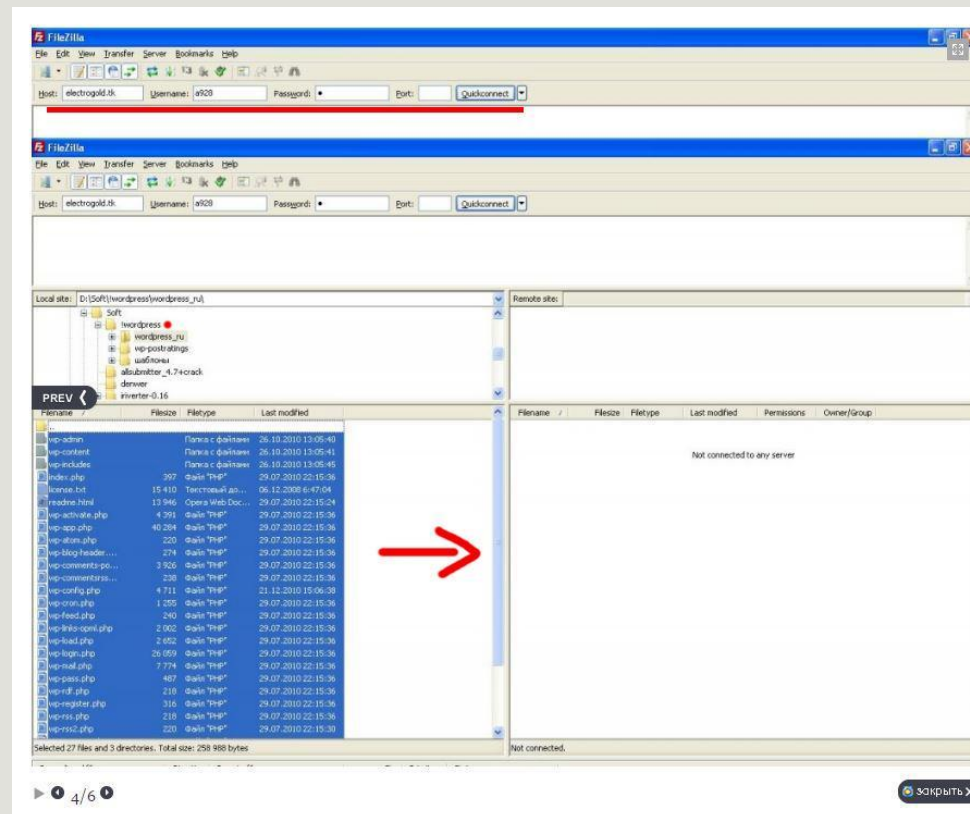 FileZilla
File Edit View Transfer Server Bookmarks Help
Host: electrogold.tk Username: a928 Password: • Port: Quickconnect
FileZilla
File Edit View Transfer Server Bookmarks Help
Host: electrogold.tk Username: a928 Password: • Port: Quickconnect
Local site: D:\Soft\!wordpress\wordpress_ru\ Remote site:
Soft
!wordpress
wordpress_ru
wp-postratings
шаблоны
allsubmitter_4.7+crack
denwer
iriverter-0.16
PREV
Filename Filesize Filetype Last modified Filename Filesize Filetype Last modified Permissions Owner/Group
..
wp-admin Папка с файлами 26.10.2010 13:05:40
wp-content Папка с файлами 26.10.2010 13:05:41
wp-includes Папка с файлами 26.10.2010 13:05:45
Not connected to any server
index.php 397 Файл "PHP" 29.07.2010 22:15:36
license.txt 15 410 Текстовый до... 06.12.2008 6:47:04
readme.html 13 946 Opera Web Doc... 29.07.2010 22:15:24
wp-activate.php 4 391 Файл "PHP" 29.07.2010 22:15:36
wp-app.php 40 284 Файл "PHP" 29.07.2010 22:15:36
wp-atom.php 220 Файл "PHP" 29.07.2010 22:15:36
wp-blog-header.... 274 Файл "PHP" 29.07.2010 22:15:36
wp-comments-po... 3 926 Файл "PHP" 29.07.2010 22:15:36
wp-commentsrss... 238 Файл "PHP" 29.07.2010 22:15:36
wp-config.php 4 711 Файл "PHP" 21.12.2010 15:06:38
wp-cron.php 1 255 Файл "PHP" 29.07.2010 22:15:36
wp-feed.php 240 Файл "PHP" 29.07.2010 22:15:36
wp-links-opml.php 2 002 Файл "PHP" 29.07.2010 22:15:36
wp-load.php 2 652 Файл "PHP" 29.07.2010 22:15:36
wp-login.php 26 059 Файл "PHP" 29.07.2010 22:15:36
wp-mail.php 7 774 Файл "PHP" 29.07.2010 22:15:36
wp-pass.php 487 Файл "PHP" 29.07.2010 22:15:36
wp-rdf.php 218 Файл "PHP" 29.07.2010 22:15:36
wp-register.php 316 Файл "PHP" 29.07.2010 22:15:36
wp-rss.php 218 Файл "PHP" 29.07.2010 22:15:36
wp-rss2.php 220 Файл "PHP" 29.07.2010 22:15:30
Selected 27 files and 3 directories. Total size: 258 988 bytes Not connected.
4/6 закрыть X